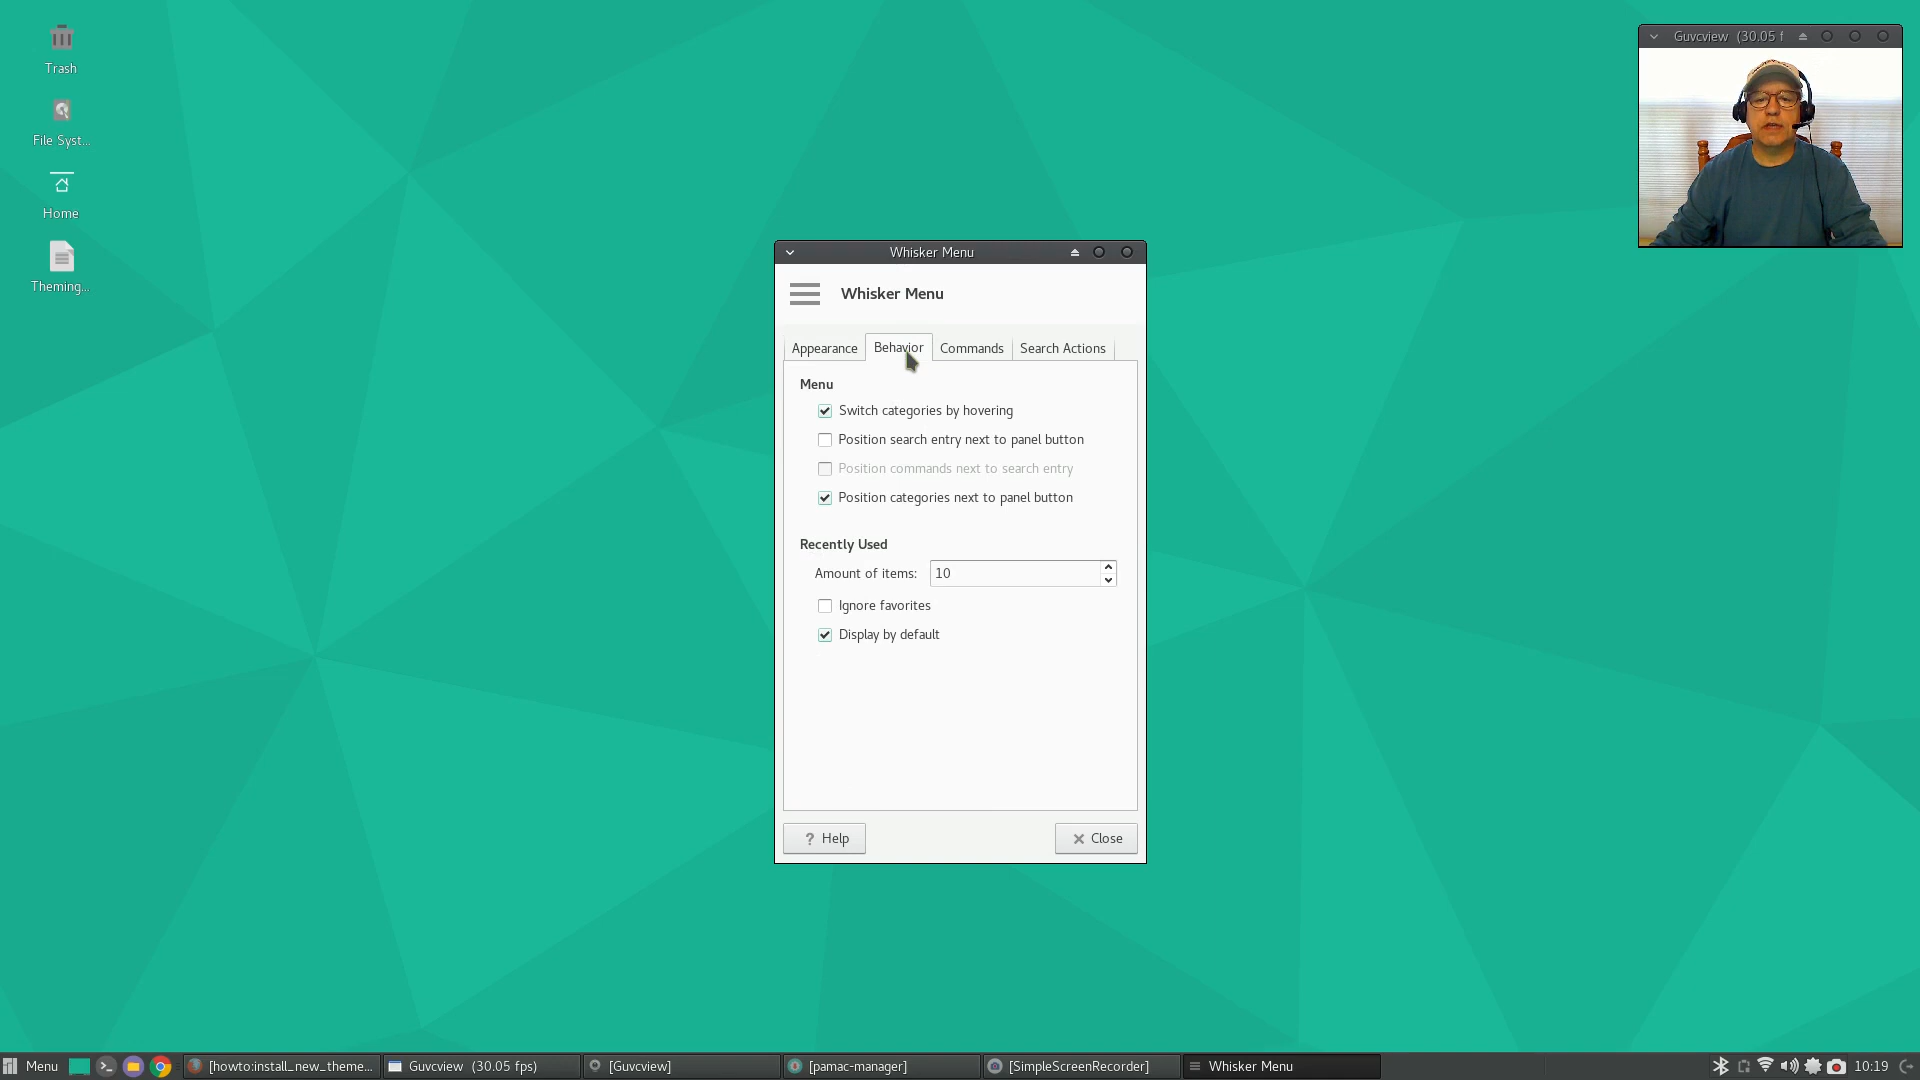 Trash
File Syst...
Home
Theming...
Guvcview (30.05 f
Whisker Menu
Whisker Menu
Appearance
Behavior
Commands
Search Actions
Menu
Switch categories by hovering
Position search entry next to panel button
Position commands next to search entry
Position categories next to panel button
Recently Used
Amount of items: 10
Ignore favorites
Display by default
? Help
Close
Menu
[howto:install_new_theme...
Guvcview (30.05 fps)
[Guvcview]
[pamac-manager]
[SimpleScreenRecorder]
Whisker Menu
10:19